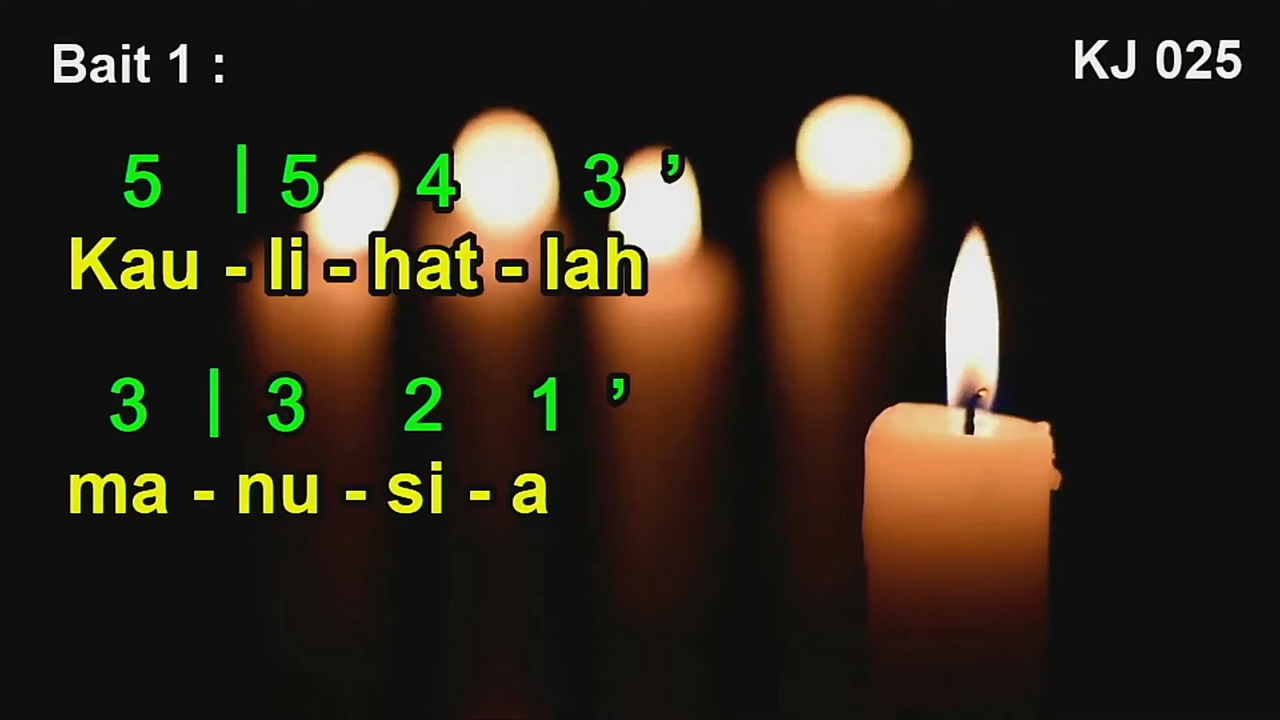 Bait 1 :
KJ 025
5 | 5 4 3 ’
Kau - li - hat - lah
3 | 3 2 1 ’
ma - nu - si - a